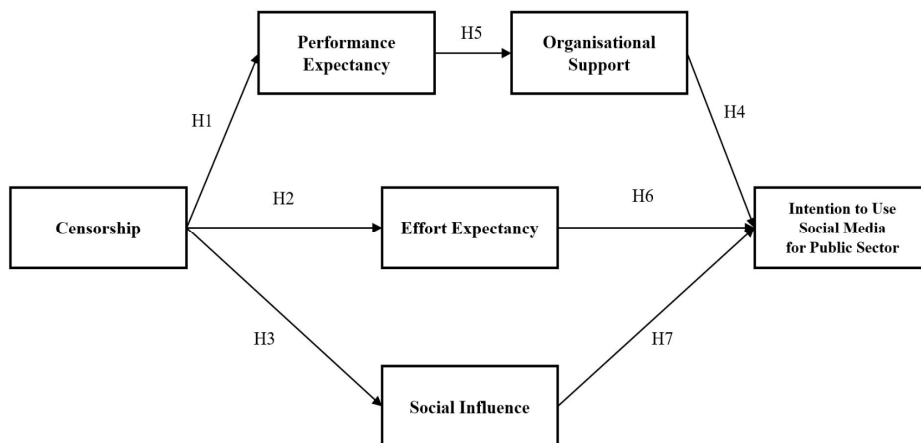 Performance
Expectancy
H5
Organisational
Support
H1
H4
Censorship
H2
Effort Expectancy
H6
Intention to Use
Social Media
for Public Sector
H3
H7
Social Influence